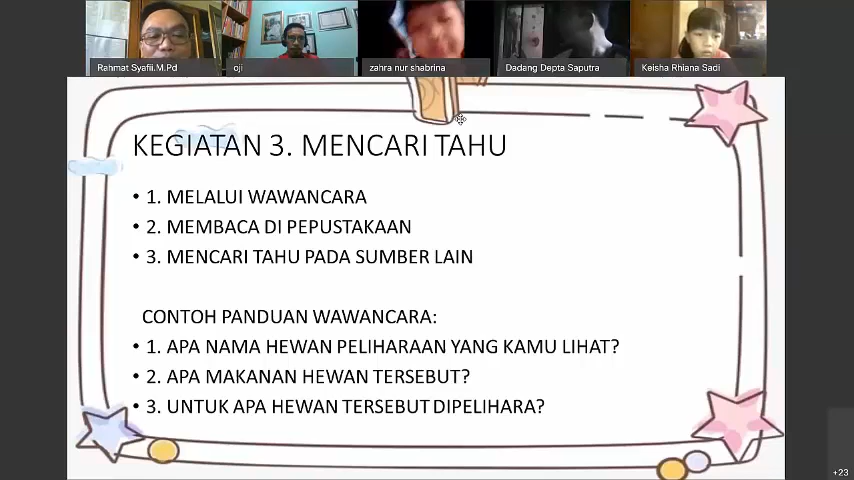 Rahmat Syafii.M.Pd
oji
zahra nur shabrina
Dadang Depta Saputra
Keisha Rhiana Sadi
KEGIATAN 3. MENCARI TAHU
• 1. MELALUI WAWANCARA
• 2. MEMBACA DI PEPUSTAKAAN
• 3. MENCARI TAHU PADA SUMBER LAIN
CONTOH PANDUAN WAWANCARA:
• 1. APA NAMA HEWAN PELIHARAAN YANG KAMU LIHAT?
• 2. APA MAKANAN HEWAN TERSEBUT?
• 3. UNTUK APA HEWAN TERSEBUT DIPELIHARA?
+23